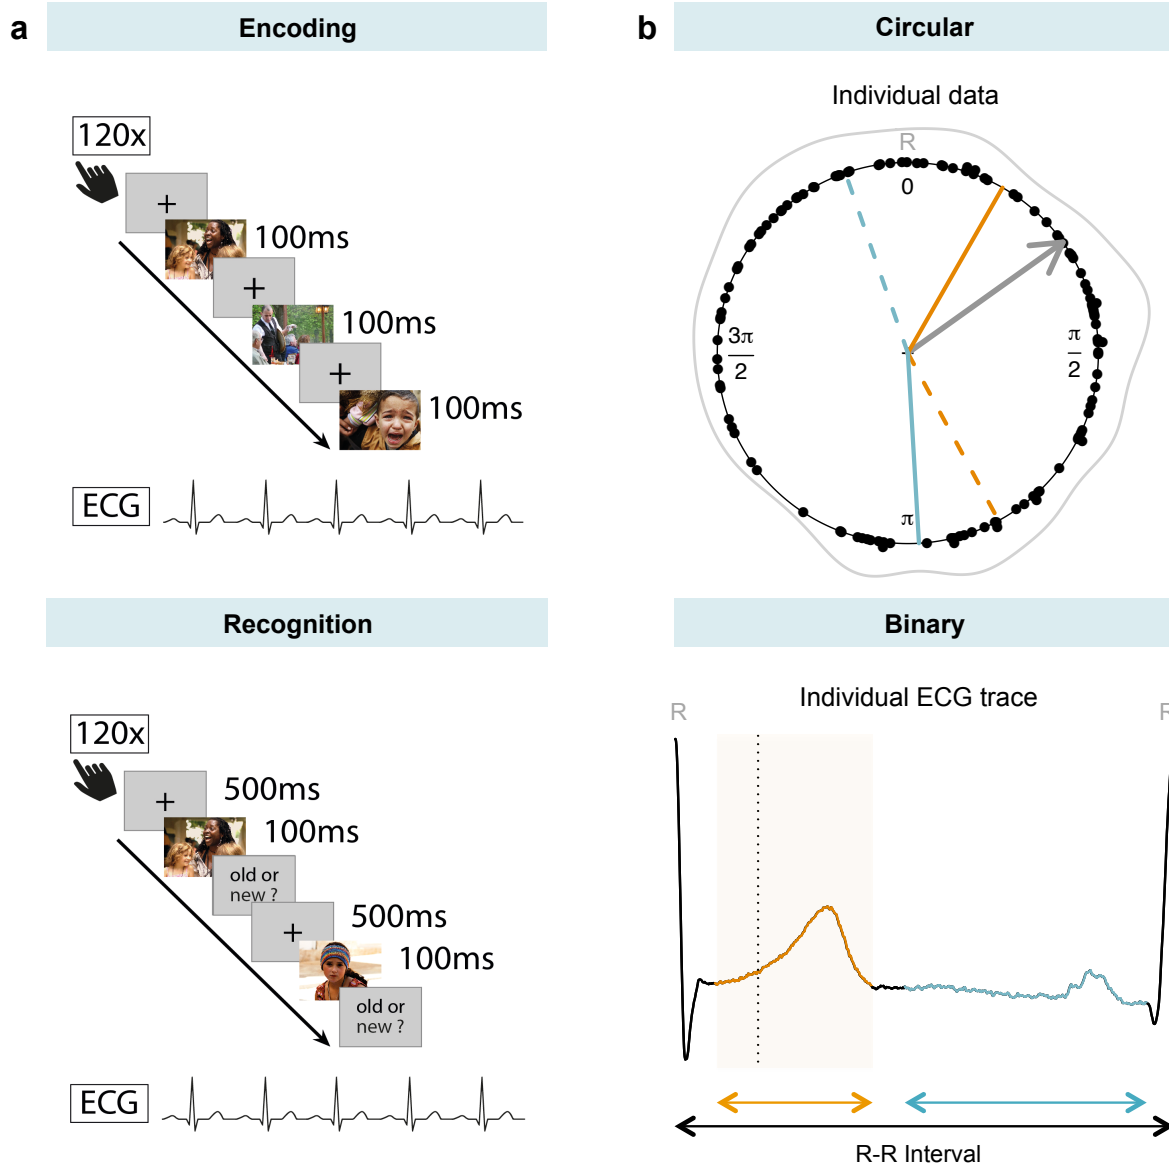 a
Encoding
120x
+
100ms
+
100ms
+
100ms
ECG
Recognition
120x
+
500ms
100ms
old or
new ?
+
500ms
100ms
old or
new ?
ECG
b
Circular
Individual data
R
0
3π
2
π
2
π
Binary
Individual ECG trace
R
R
R-R Interval